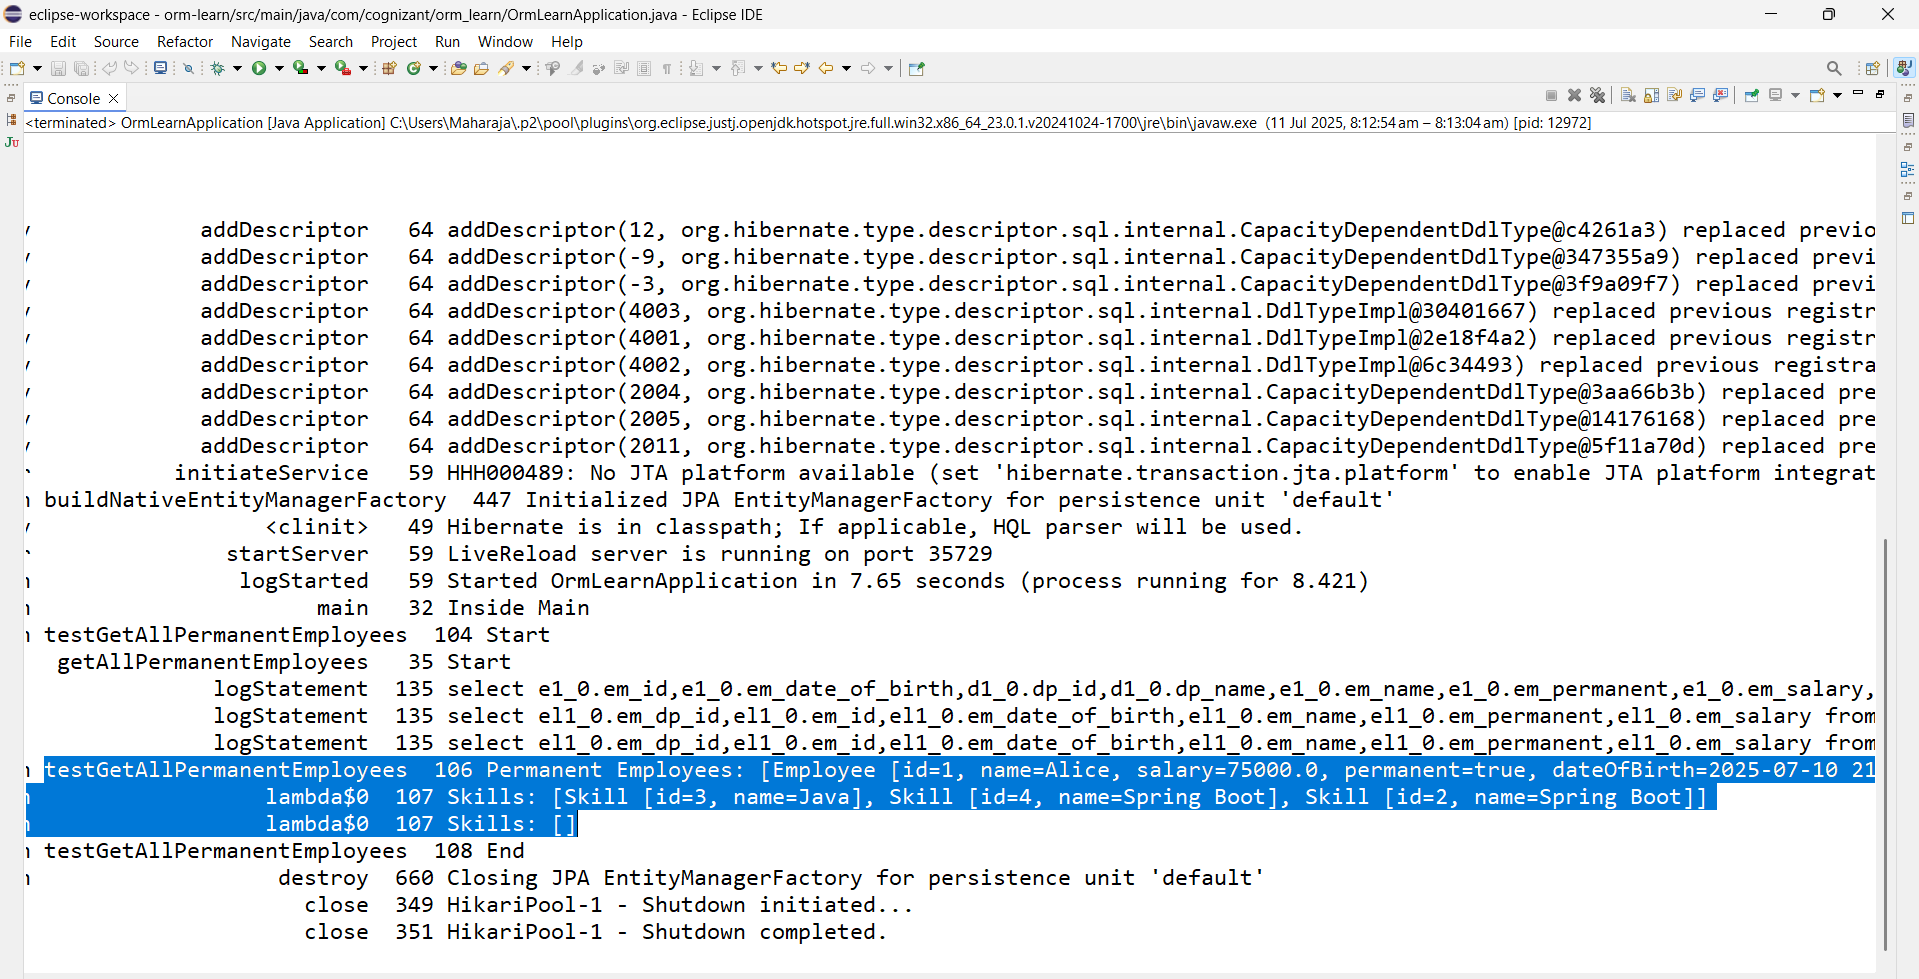 eclipse-workspace - orm-learn/src/main/java/com/cognizant/orm_learn/OrmLearnApplication.java - Eclipse IDE
File Edit Source Refactor Navigate Search Project Run Window Help
Console
<terminated> OrmLearnApplication [Java Application] C:\Users\Maharaja\.p2\pool\plugins\org.eclipse.justj.openjdk.hotspot.jre.full.win32.x86_64_23.0.1.v20241024-1700\jre\bin\javaw.exe (11 Jul 2025, 8:12:54 am – 8:13:04 am) [pid: 12972]
addDescriptor 64 addDescriptor(12, org.hibernate.type.descriptor.sql.internal.CapacityDependentDdlType@c4261a3) replaced previo
addDescriptor 64 addDescriptor(-9, org.hibernate.type.descriptor.sql.internal.CapacityDependentDdlType@347355a9) replaced previ
addDescriptor 64 addDescriptor(-3, org.hibernate.type.descriptor.sql.internal.CapacityDependentDdlType@3f9a09f7) replaced previ
addDescriptor 64 addDescriptor(4003, org.hibernate.type.descriptor.sql.internal.DdlTypeImpl@30401667) replaced previous registr
addDescriptor 64 addDescriptor(4001, org.hibernate.type.descriptor.sql.internal.DdlTypeImpl@2e18f4a2) replaced previous registr
addDescriptor 64 addDescriptor(4002, org.hibernate.type.descriptor.sql.internal.DdlTypeImpl@6c34493) replaced previous registra
addDescriptor 64 addDescriptor(2004, org.hibernate.type.descriptor.sql.internal.CapacityDependentDdlType@3aa66b3b) replaced pre
addDescriptor 64 addDescriptor(2005, org.hibernate.type.descriptor.sql.internal.CapacityDependentDdlType@14176168) replaced pre
addDescriptor 64 addDescriptor(2011, org.hibernate.type.descriptor.sql.internal.CapacityDependentDdlType@5f11a70d) replaced pre
initiateService 59 HHH000489: No JTA platform available (set 'hibernate.transaction.jta.platform' to enable JTA platform integrat
buildNativeEntityManagerFactory 447 Initialized JPA EntityManagerFactory for persistence unit 'default'
<clinit> 49 Hibernate is in classpath; If applicable, HQL parser will be used.
startServer 59 LiveReload server is running on port 35729
logStarted 59 Started OrmLearnApplication in 7.65 seconds (process running for 8.421)
main 32 Inside Main
testGetAllPermanentEmployees 104 Start
getAllPermanentEmployees 35 Start
logStatement 135 select e1_0.em_id,e1_0.em_date_of_birth,d1_0.dp_id,d1_0.dp_name,e1_0.em_name,e1_0.em_permanent,e1_0.em_salary,
logStatement 135 select el1_0.em_dp_id,el1_0.em_id,el1_0.em_date_of_birth,el1_0.em_name,el1_0.em_permanent,el1_0.em_salary from
logStatement 135 select el1_0.em_dp_id,el1_0.em_id,el1_0.em_date_of_birth,el1_0.em_name,el1_0.em_permanent,el1_0.em_salary from
testGetAllPermanentEmployees 106 Permanent Employees: [Employee [id=1, name=Alice, salary=75000.0, permanent=true, dateOfBirth=2025-07-10 21
lambda$0 107 Skills: [Skill [id=3, name=Java], Skill [id=4, name=Spring Boot], Skill [id=2, name=Spring Boot]]
lambda$0 107 Skills: []
testGetAllPermanentEmployees 108 End
destroy 660 Closing JPA EntityManagerFactory for persistence unit 'default'
close 349 HikariPool-1 - Shutdown initiated...
close 351 HikariPool-1 - Shutdown completed.